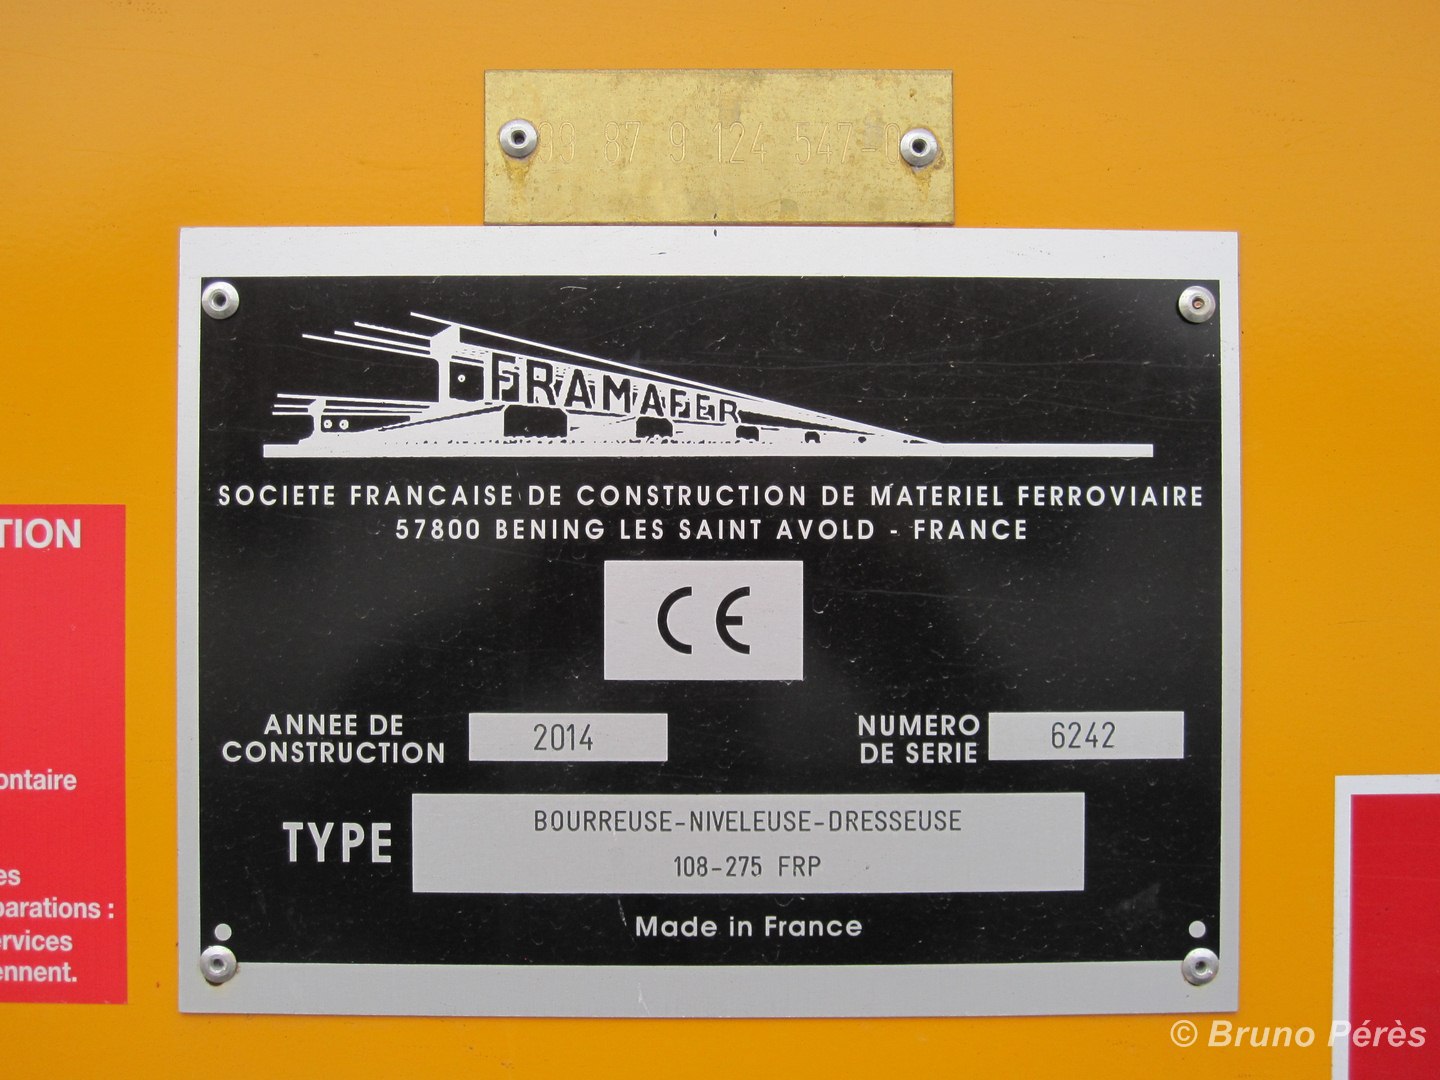 99 87 9 124 547-0
FRAMAFER
SOCIETE FRANCAISE DE CONSTRUCTION DE MATERIEL FERROVIAIRE
57800 BENING LES SAINT AVOLD - FRANCE
CE
ANNEE DE
CONSTRUCTION
2014
NUMERO
DE SERIE
6242
TYPE
BOURREUSE-NIVELEUSE-DRESSEUSE
108-275 FRP
Made in France
TION
ontaire
es
parations :
ervices
ennent.
© Bruno Pérès